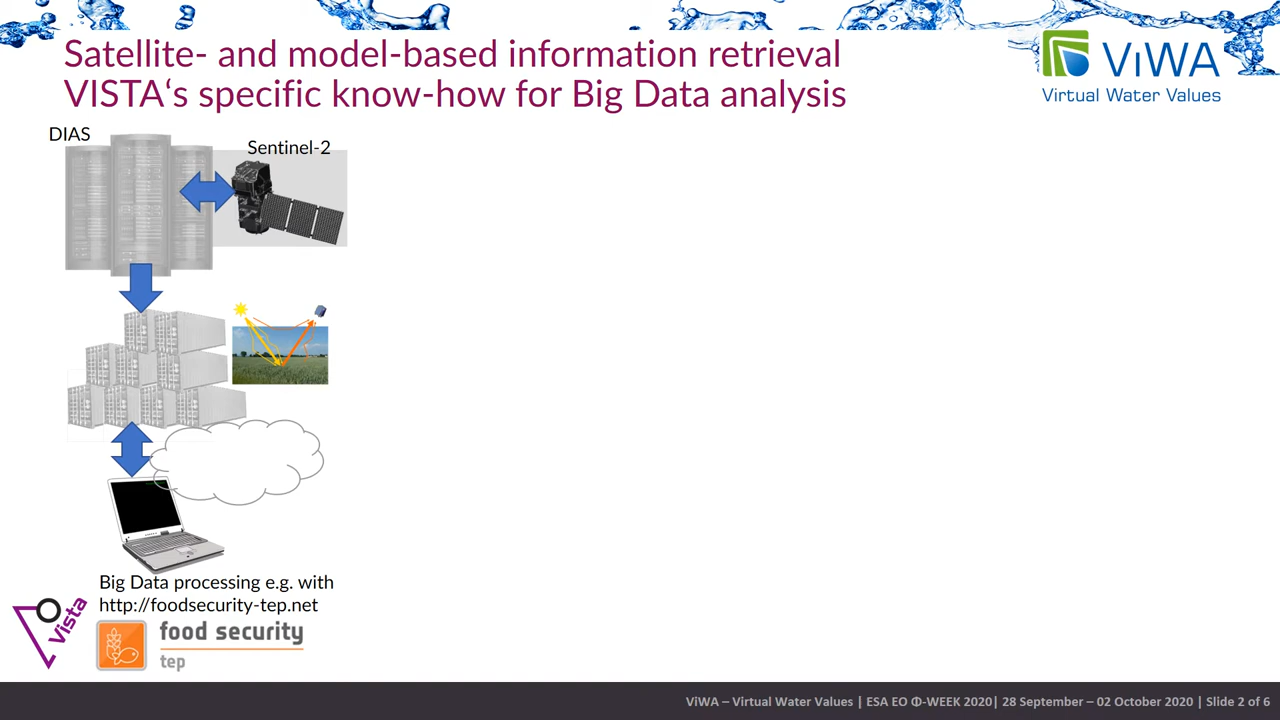 Satellite- and model-based information retrieval
VISTA‘s specific know-how for Big Data analysis
ViWA
Virtual Water Values
DIAS
Sentinel-2
Big Data processing e.g. with
http://foodsecurity-tep.net
Vista
food security
tep
ViWA – Virtual Water Values | ESA EO Φ-WEEK 2020| 28 September – 02 October 2020 | Slide 2 of 6